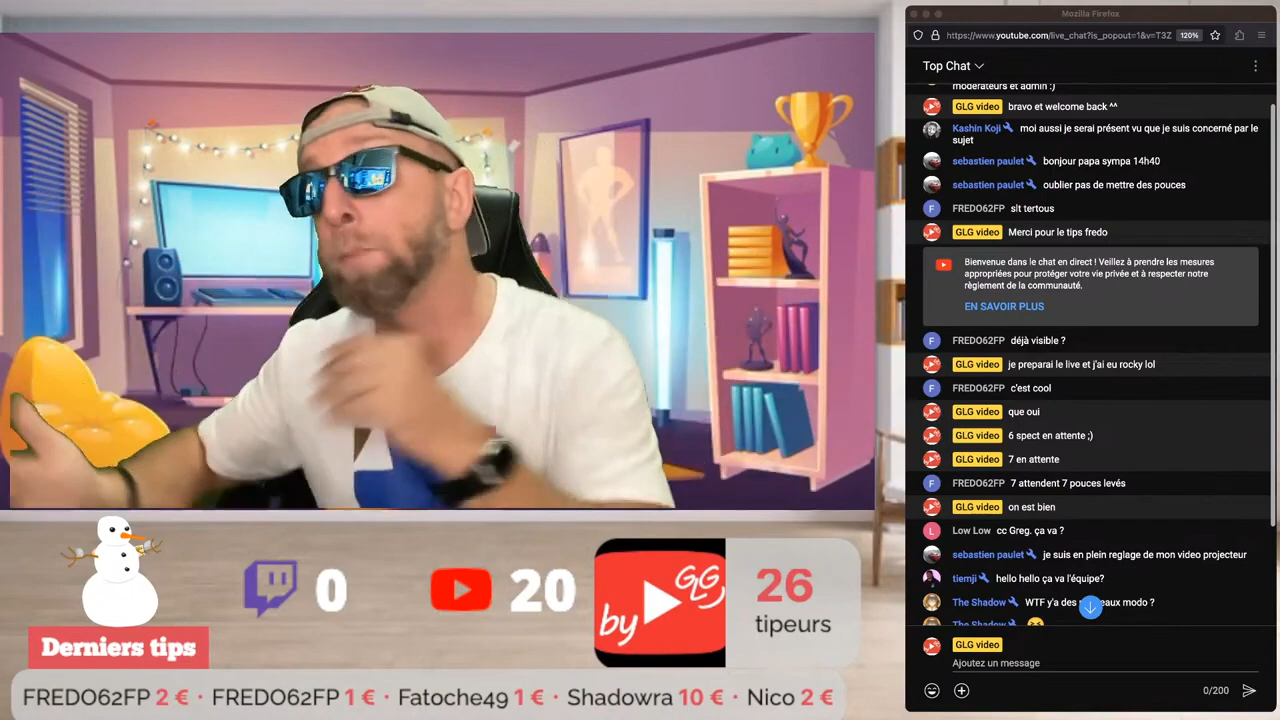 Mozilla Firefox
https://www.youtube.com/live_chat?is_popout=1&v=T3Z 120%
Top Chat
modérateurs et admin :)
GLG video bravo et welcome back ^^
Kashin Koji moi aussi je serai présent vu que je suis concerné par le
sujet
sebastien paulet bonjour papa sympa 14h40
sebastien paulet oublier pas de mettre des pouces
F FREDO62FP slt tertous
GLG video Merci pour le tips fredo
Bienvenue dans le chat en direct ! Veillez à prendre les mesures
appropriées pour protéger votre vie privée et à respecter notre
règlement de la communauté.
EN SAVOIR PLUS
F FREDO62FP déjà visible ?
GLG video je preparai le live et j'ai eu rocky lol
F FREDO62FP c'est cool
GLG video que oui
GLG video 6 spect en attente ;)
GLG video 7 en attente
F FREDO62FP 7 attendent 7 pouces levés
GLG video on est bien
L Low Low cc Greg. ça va ?
sebastien paulet je suis en plein reglage de mon video projecteur
tiemji hello hello ça va l'équipe?
The Shadow WTF y'a des eaux modo ?
The Shadow
GLG video
Ajoutez un message
0/200
0
20
by GLG
26
tipeurs
Derniers tips
FREDO62FP 2 € · FREDO62FP 1 € · Fatoche49 1 € · Shadowra 10 € · Nico 2 €